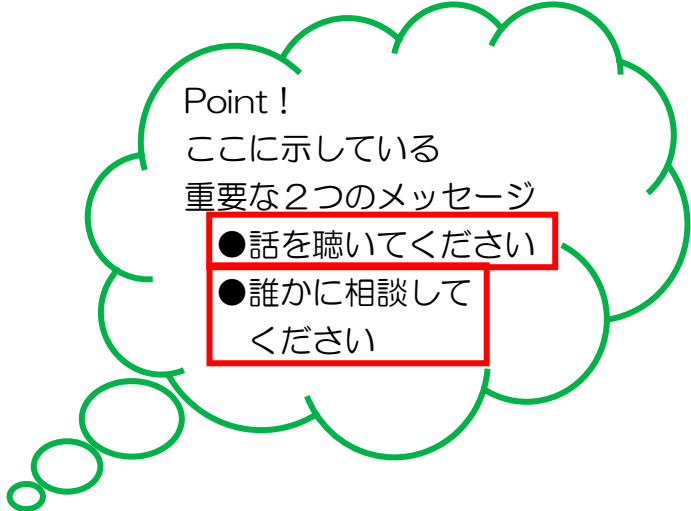 Point！
ここに示している
重要な２つのメッセージ
●話を聴いてください
●誰かに相談して
ください